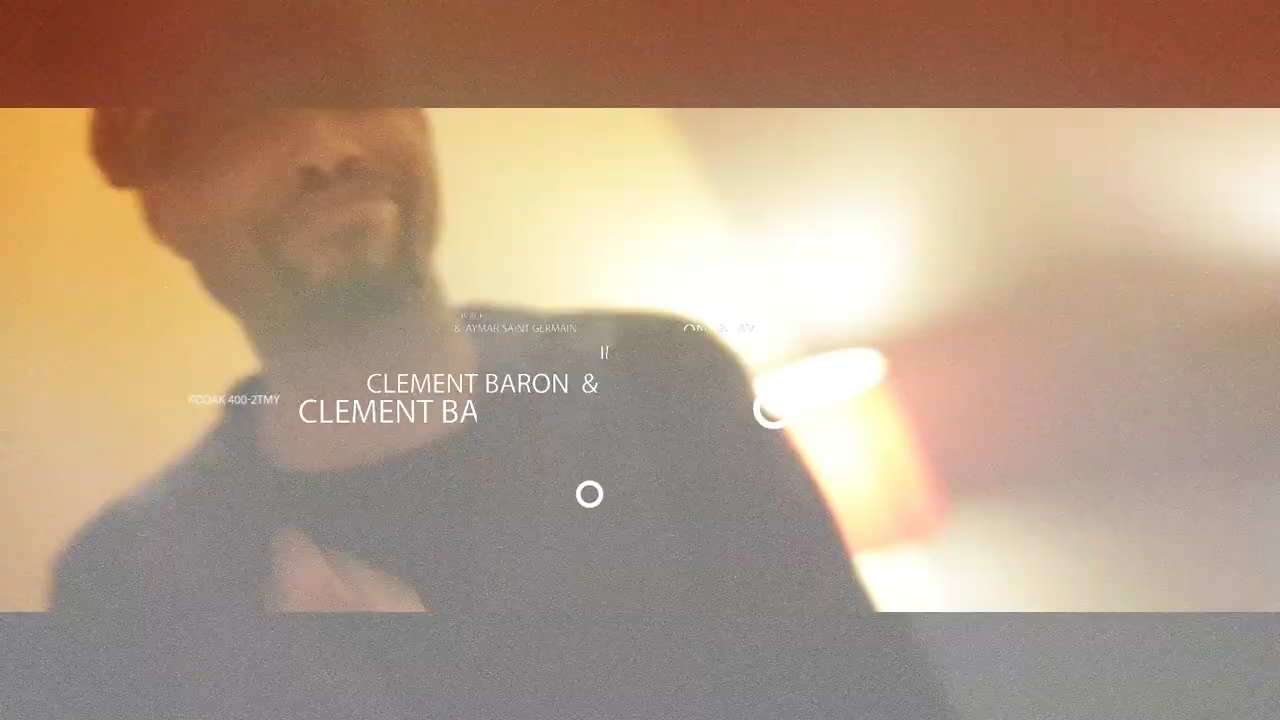 & AYMAR SAINT GERMAIN
CLEMENT BARON &
KODAK 400-2TMY
CLEMENT BA